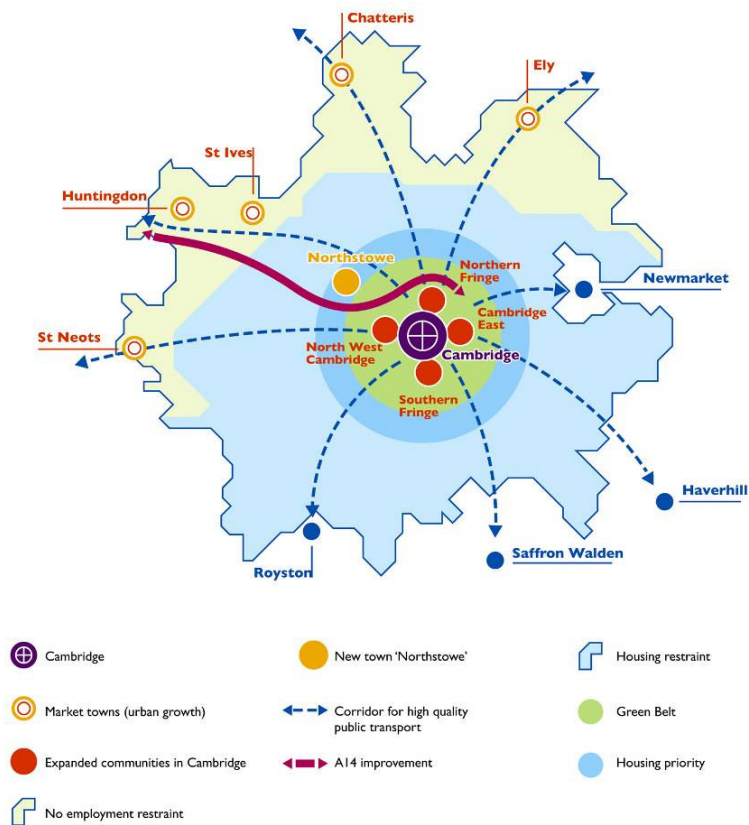 Chatteris
Ely
St Ives
Huntingdon
Northstowe
Northern
Fringe
Newmarket
Cambridge
East
St Neots
North West
Cambridge
Cambridge
Southern
Fringe
Haverhill
Saffron Walden
Royston
Cambridge
New town ‘Northstowe’
Housing restraint
Market towns (urban growth)
Corridor for high quality
public transport
Green Belt
Expanded communities in Cambridge
A14 improvement
Housing priority
No employment restraint